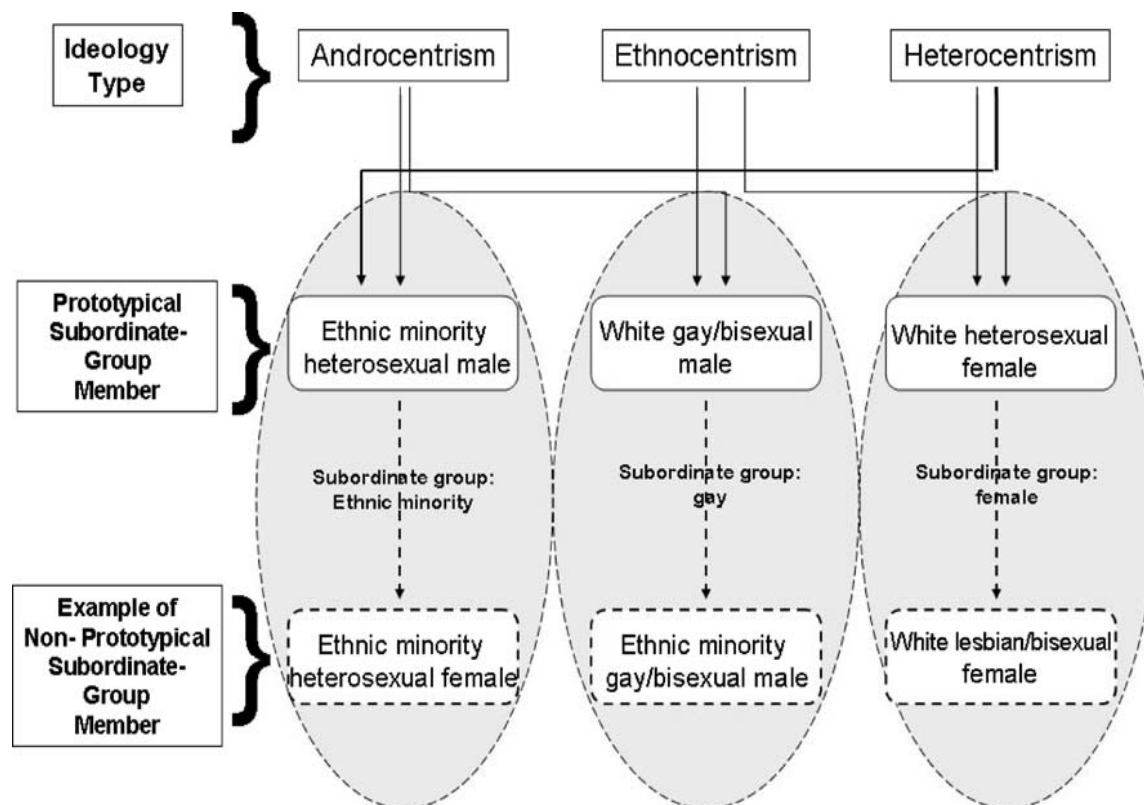 Ideology
Type
Androcentrism
Ethnocentrism
Heterocentrism
Prototypical
Subordinate-
Group
Member
Ethnic minority
heterosexual male
White gay/bisexual
male
White heterosexual
female
Subordinate group:
Ethnic minority
Subordinate group:
gay
Subordinate group:
female
Example of
Non- Prototypical
Subordinate-
Group
Member
Ethnic minority
heterosexual female
Ethnic minority
gay/bisexual male
White lesbian/bisexual
female